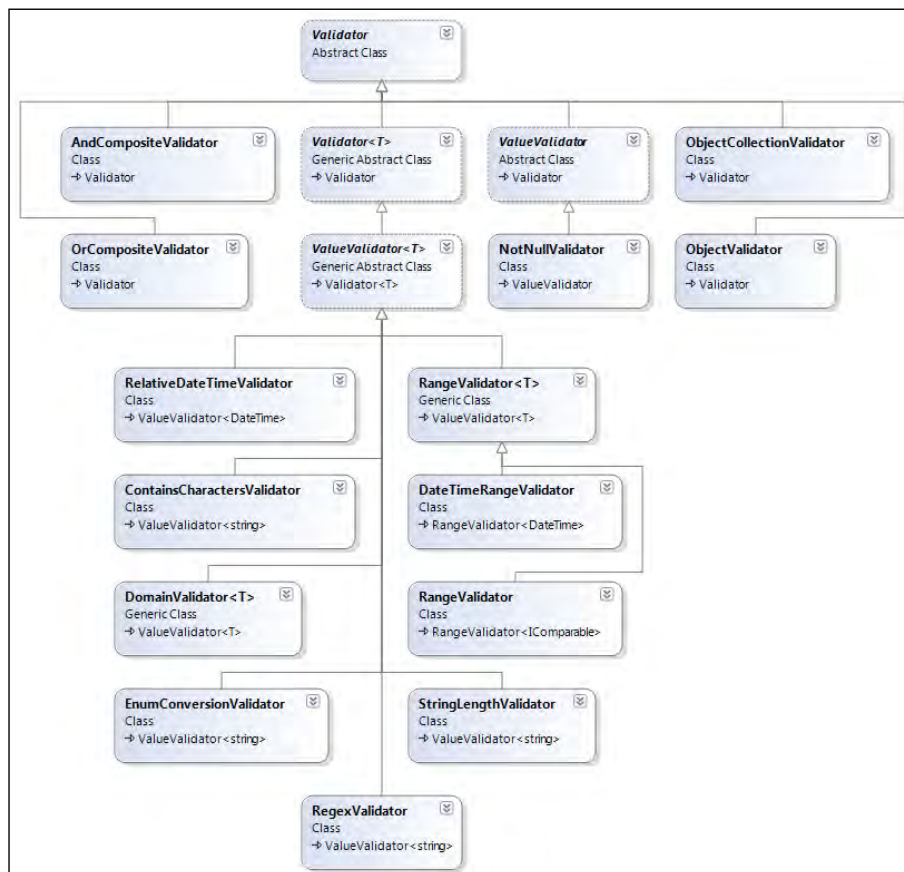 Validator
Abstract Class
AndCompositeValidator
Class
→ Validator
Validator<T>
Generic Abstract Class
→ Validator
ValueValidator
Abstract Class
→ Validator
ObjectCollectionValidator
Class
→ Validator
OrCompositeValidator
Class
→ Validator
ValueValidator<T>
Generic Abstract Class
→ Validator<T>
NotNullValidator
Class
→ ValueValidator
ObjectValidator
Class
→ Validator
RelativeDateTimeValidator
Class
→ ValueValidator<DateTime>
RangeValidator<T>
Generic Class
→ ValueValidator<T>
ContainsCharactersValidator
Class
→ ValueValidator<string>
DateTimeRangeValidator
Class
→ RangeValidator<DateTime>
DomainValidator<T>
Generic Class
→ ValueValidator<T>
RangeValidator
Class
→ RangeValidator<IComparable>
EnumConversionValidator
Class
→ ValueValidator<string>
StringLengthValidator
Class
→ ValueValidator<string>
RegexValidator
Class
→ ValueValidator<string>